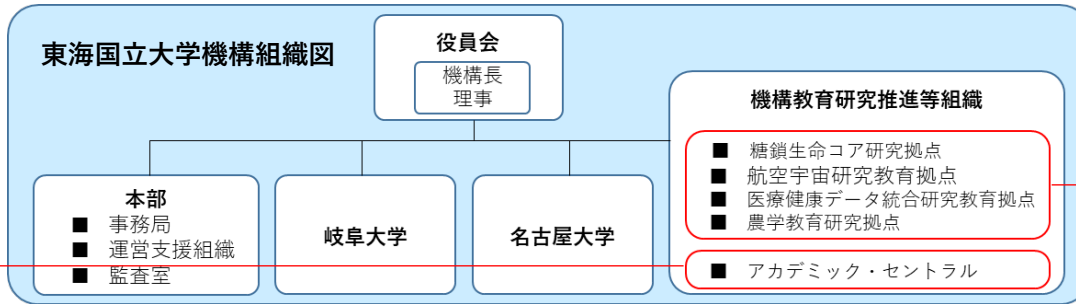 東海国立大学機構組織図
役員会
機構長
理事
本部
■ 事務局
■ 運営支援組織
■ 監査室
岐阜大学
名古屋大学
機構教育研究推進等組織
■ 糖鎖生命コア研究拠点
■ 航空宇宙研究教育拠点
■ 医療健康データ統合研究教育拠点
■ 農学教育研究拠点
■ アカデミック・セントラル